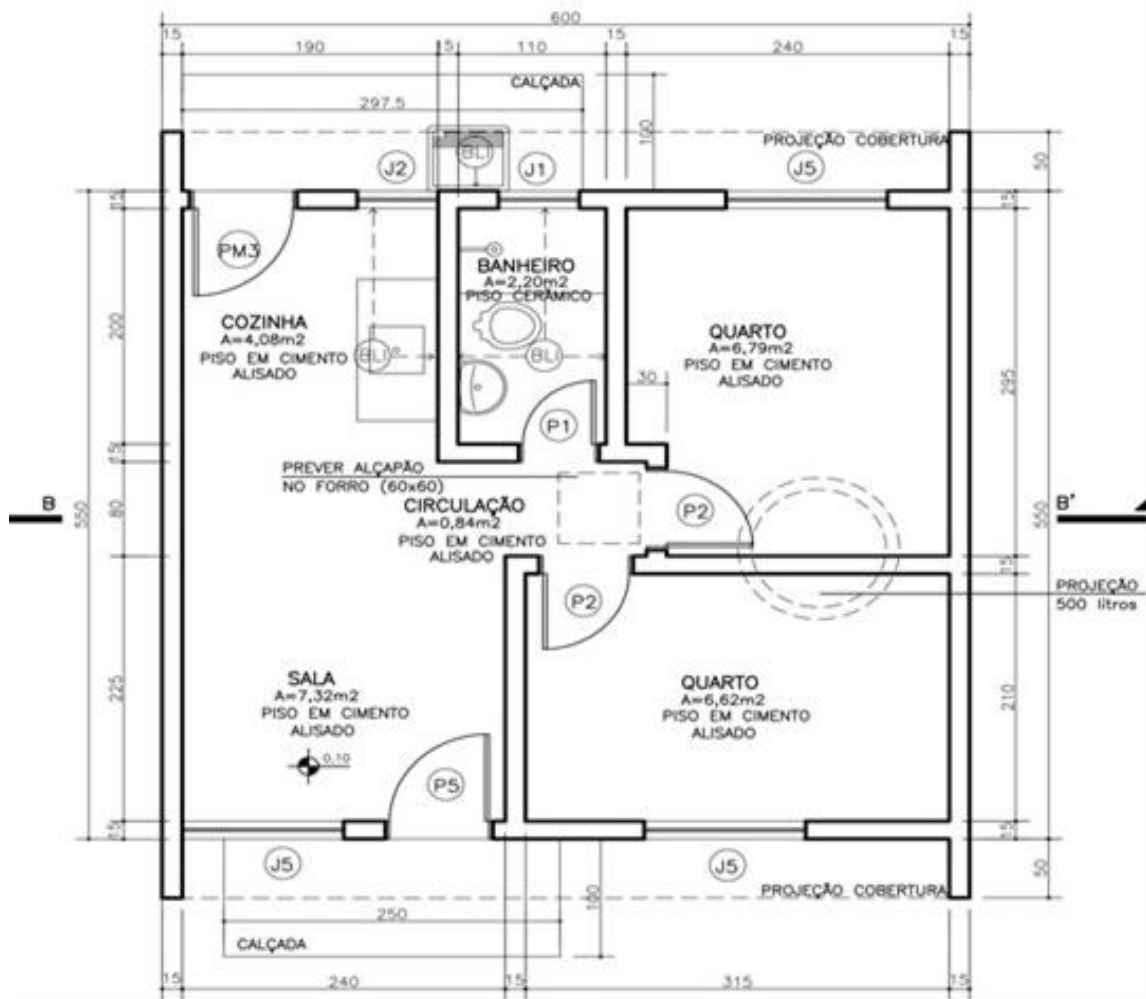 600
15 190 15 110 15 240 15
CALÇADA
297.5
100
BLI
PROJEÇÃO COBERTURA
50
J2 J1 J5
15 15
PM3
BANHEIRO
A=2,20m2
PISO CERÂMICO
COZINHA
A=4,08m2
PISO EM CIMENTO
ALISADO
QUARTO
A=6,79m2
PISO EM CIMENTO
ALISADO
200
BLI BLI
30
295
P1
15
PREVER ALÇAPÃO
NO FORRO (60x60)
CIRCULAÇÃO
A=0,84m2
PISO EM CIMENTO
ALISADO
B
550
80
P2
B'
550
15
P2
PROJEÇÃO
500 litros
SALA
A=7,32m2
PISO EM CIMENTO
ALISADO
QUARTO
A=6,62m2
PISO EM CIMENTO
ALISADO
225
210
0,10
P5
15 15
J5 J5
50
PROJEÇÃO COBERTURA
100
250
CALÇADA
15 240 15 315 15